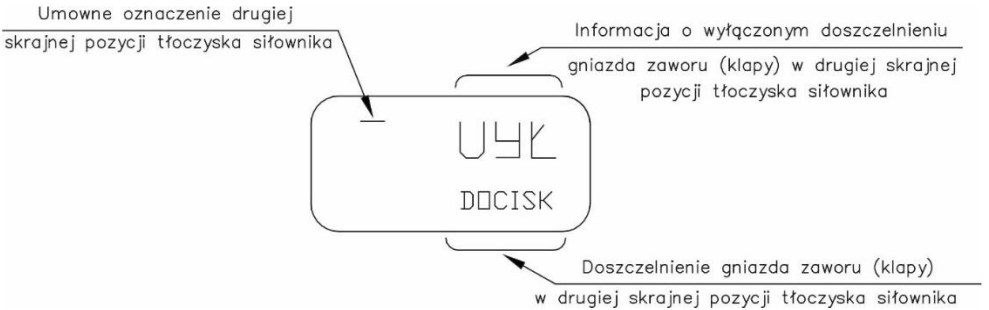 Umowne oznaczenie drugiej
skrajnej pozycji tłoczyska siłownika
Informacja o wyłączonym doszczelnieniu
gniazda zaworu (klapy) w drugiej skrajnej
pozycji tłoczyska siłownika
WYŁ
DOCISK
Doszczelnienie gniazda zaworu (klapy)
w drugiej skrajnej pozycji tłoczyska siłownika